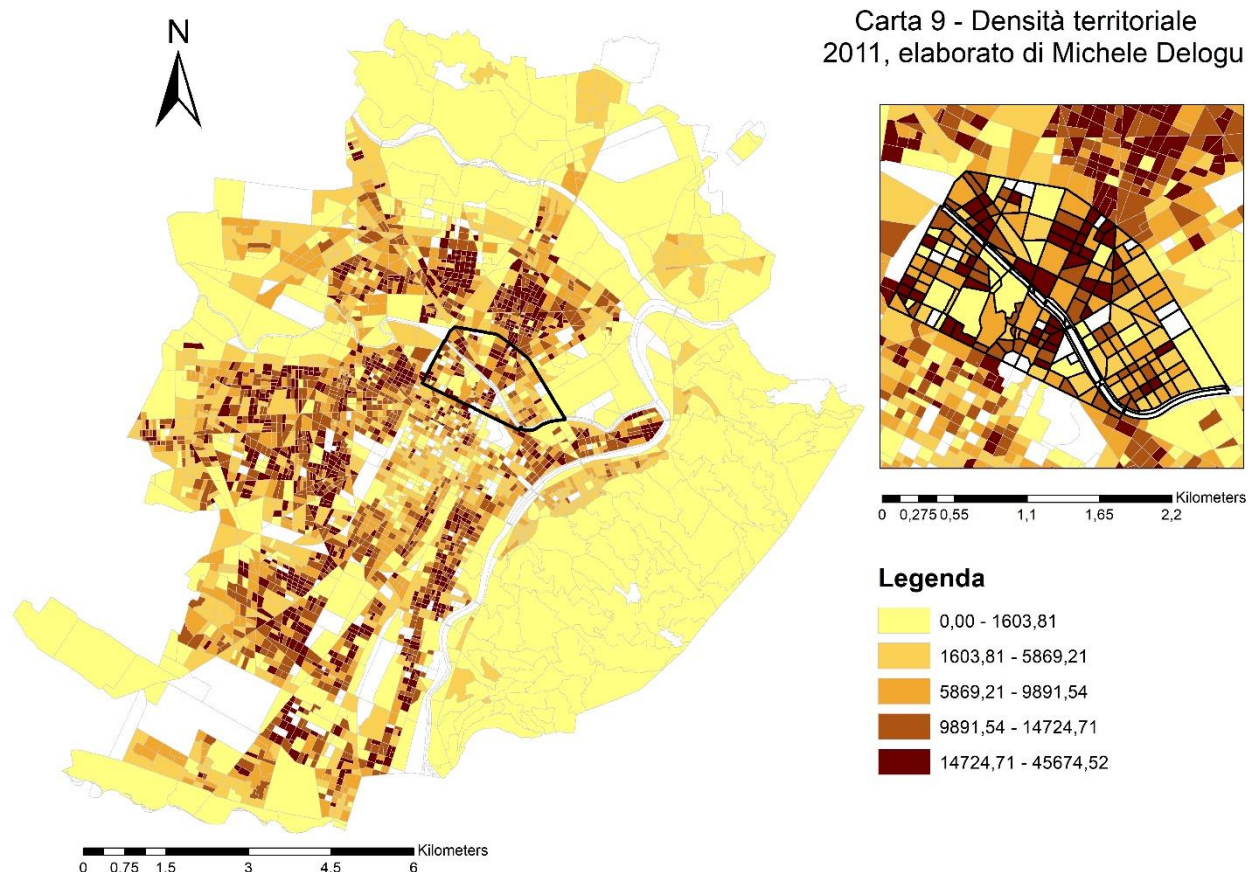 N
Carta 9 - Densità territoriale
2011, elaborato di Michele Delogu
Kilometers
0 0,275 0,55 1,1 1,65 2,2
Legenda
0,00 - 1603,81
1603,81 - 5869,21
5869,21 - 9891,54
9891,54 - 14724,71
14724,71 - 45674,52
Kilometers
0 0.75 1.5 3 4.5 6